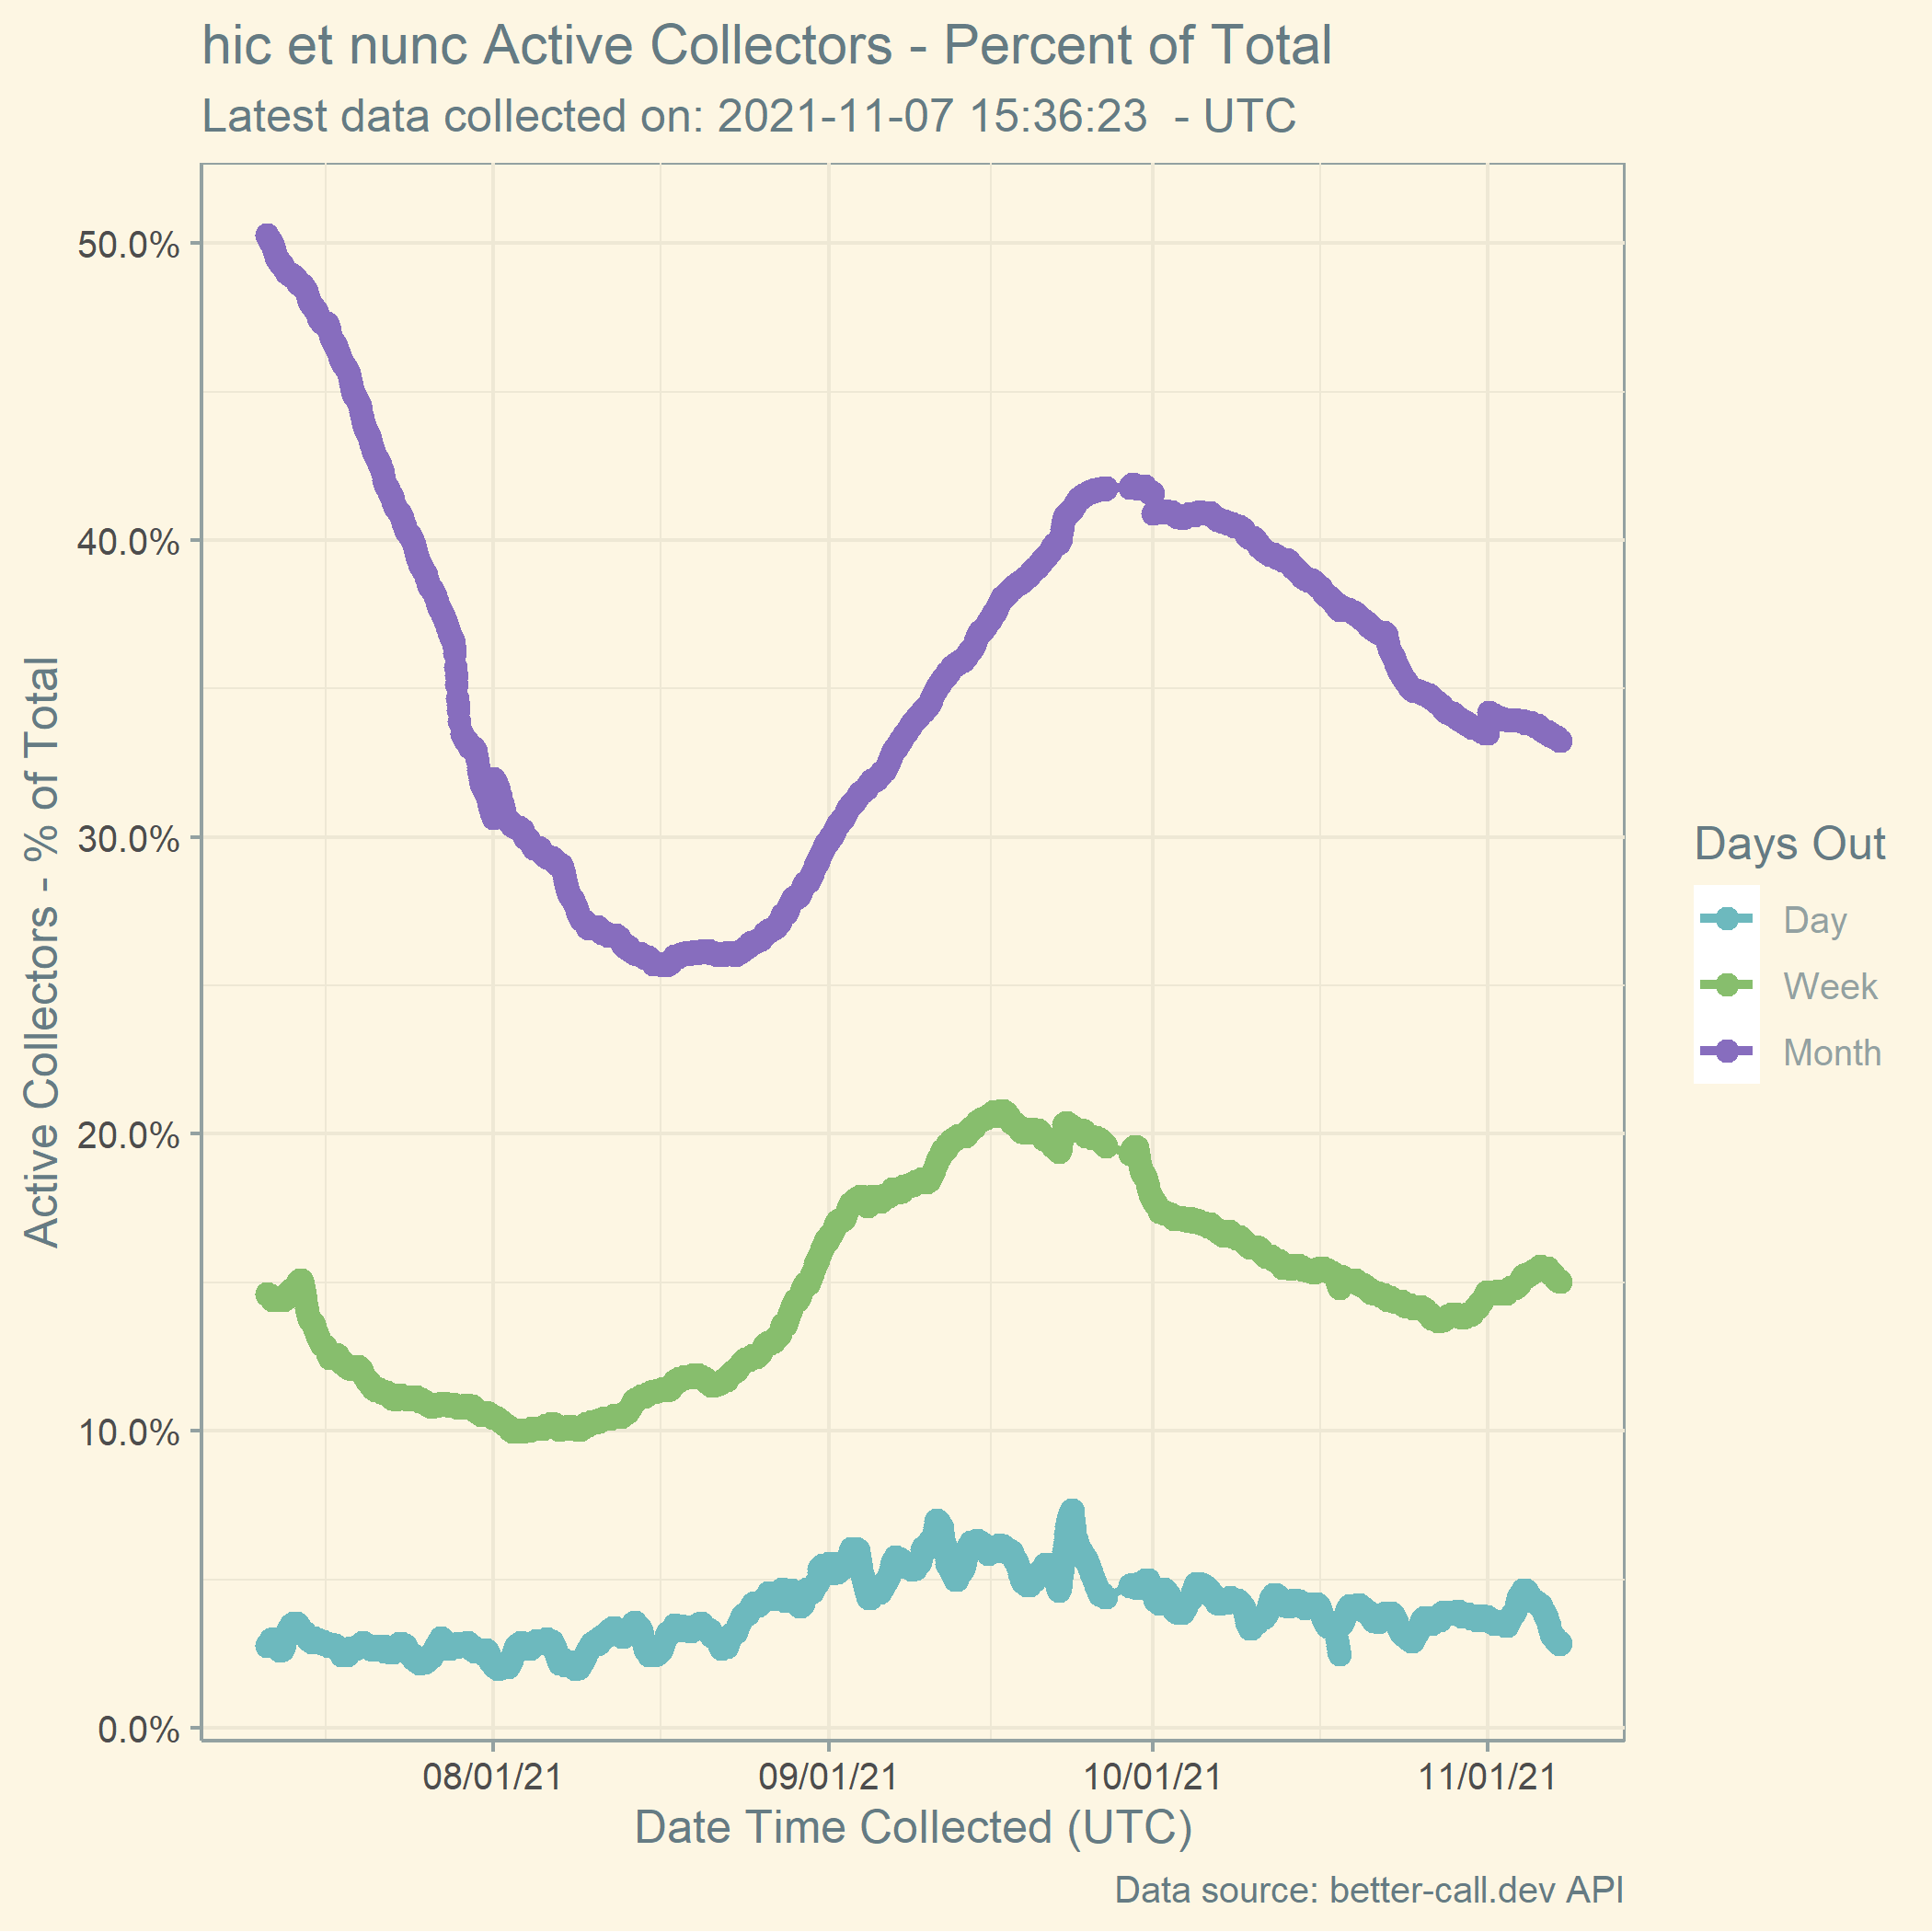 hic et nunc Active Collectors - Percent of Total
Latest data collected on: 2021-11-07 15:36:23  - UTC
Active Collectors - % of Total
50.0%
40.0%
30.0%
20.0%
10.0%
0.0%
08/01/21
09/01/21
10/01/21
11/01/21
Date Time Collected (UTC)
Days Out
Day
Week
Month
Data source: better-call.dev API